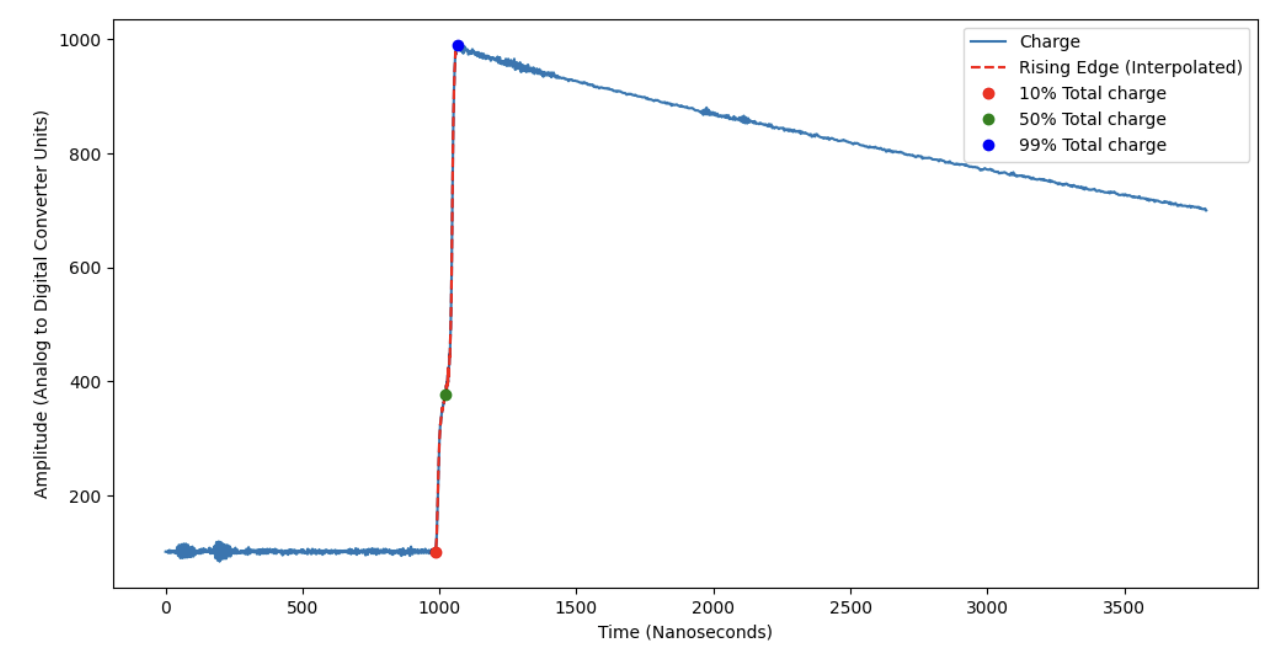 1000
800
600
400
200
Amplitude (Analog to Digital Converter Units)
Charge
Rising Edge (Interpolated)
10% Total charge
50% Total charge
99% Total charge
0 500 1000 1500 2000 2500 3000 3500
Time (Nanoseconds)